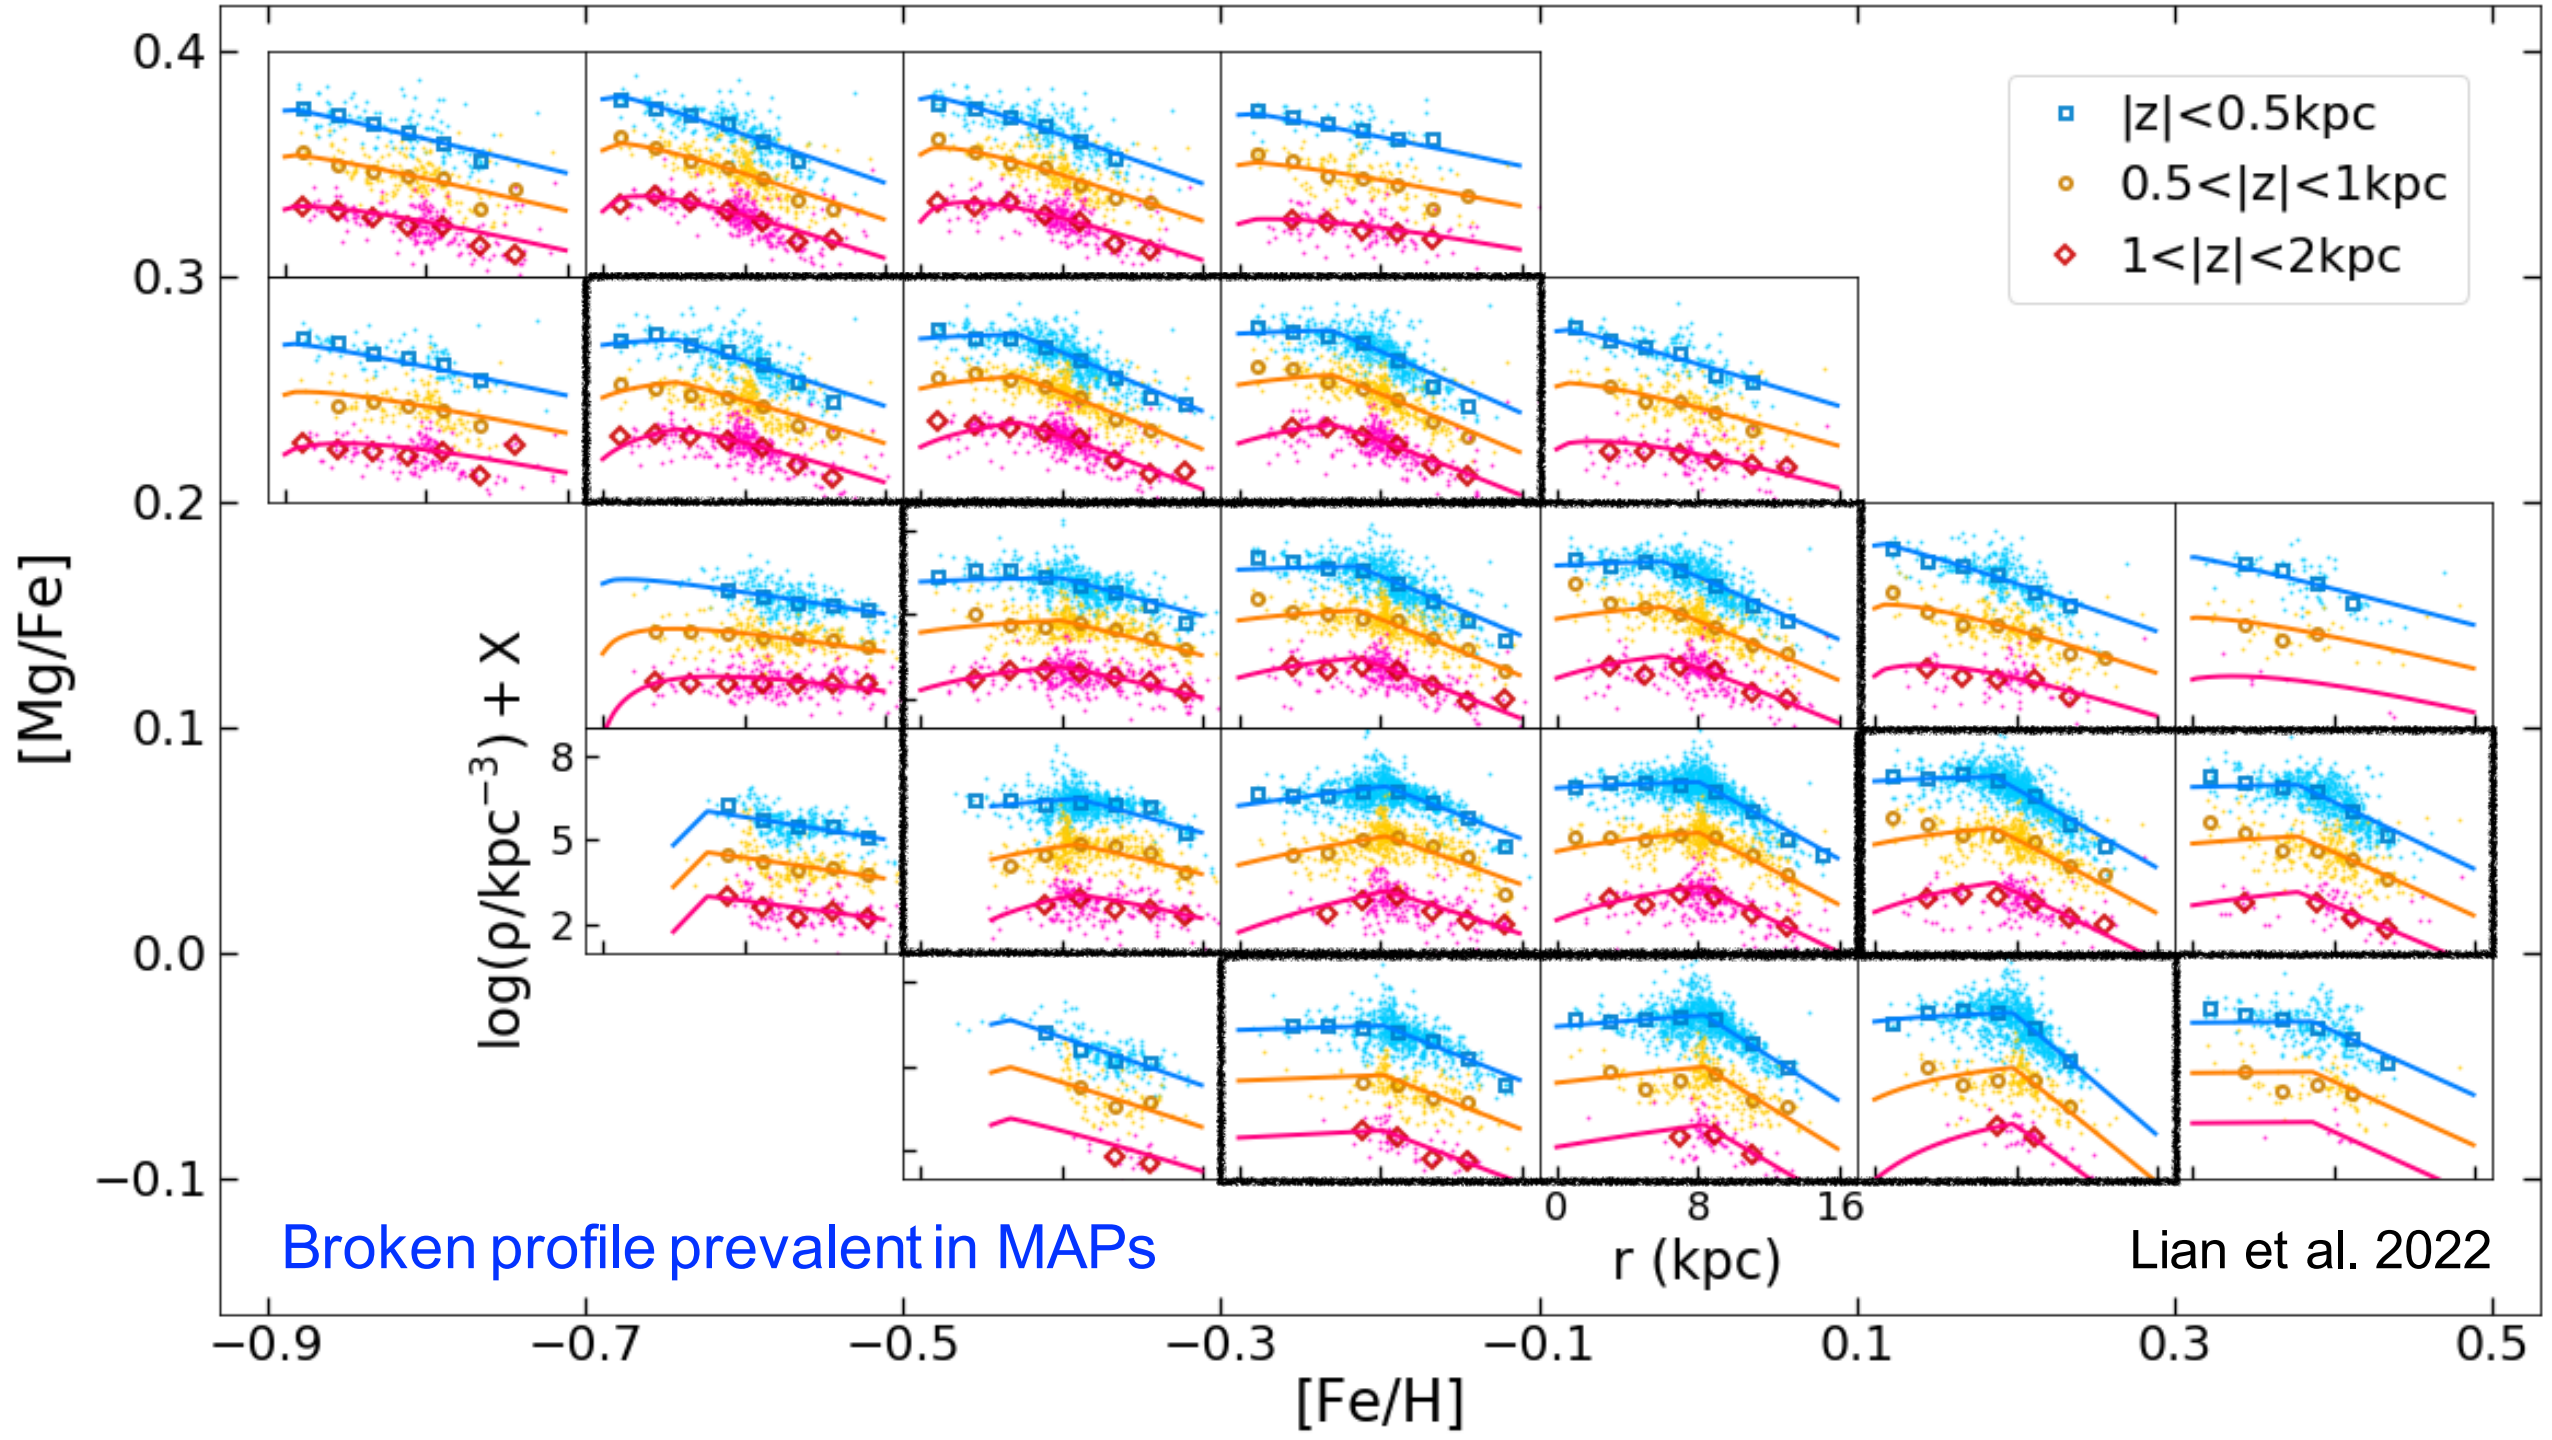 0.4
0.3
0.2
0.1
0.0
−0.1
[Mg/Fe]
|z|<0.5kpc
0.5<|z|<1kpc
1<|z|<2kpc
log(ρ/kpc⁻³) + X
8
5
2
0 8 16
r (kpc)
Broken profile prevalent in MAPs
Lian et al. 2022
−0.9 −0.7 −0.5 −0.3 −0.1 0.1 0.3 0.5
[Fe/H]